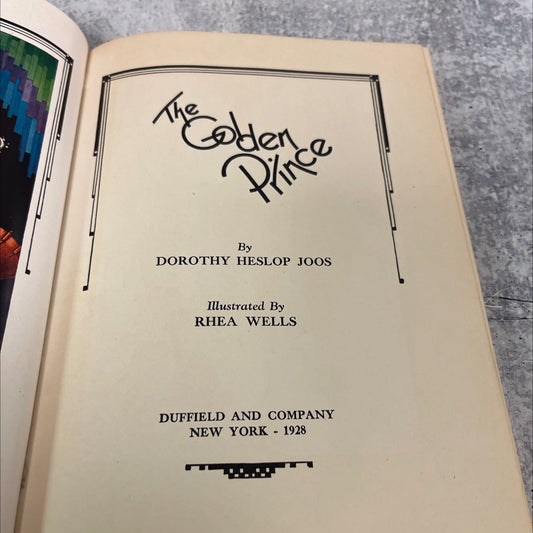 The
Golden
Prince
By
DOROTHY HESLOP JOOS
Illustrated By
RHEA WELLS
DUFFIELD AND COMPANY
NEW YORK - 1928